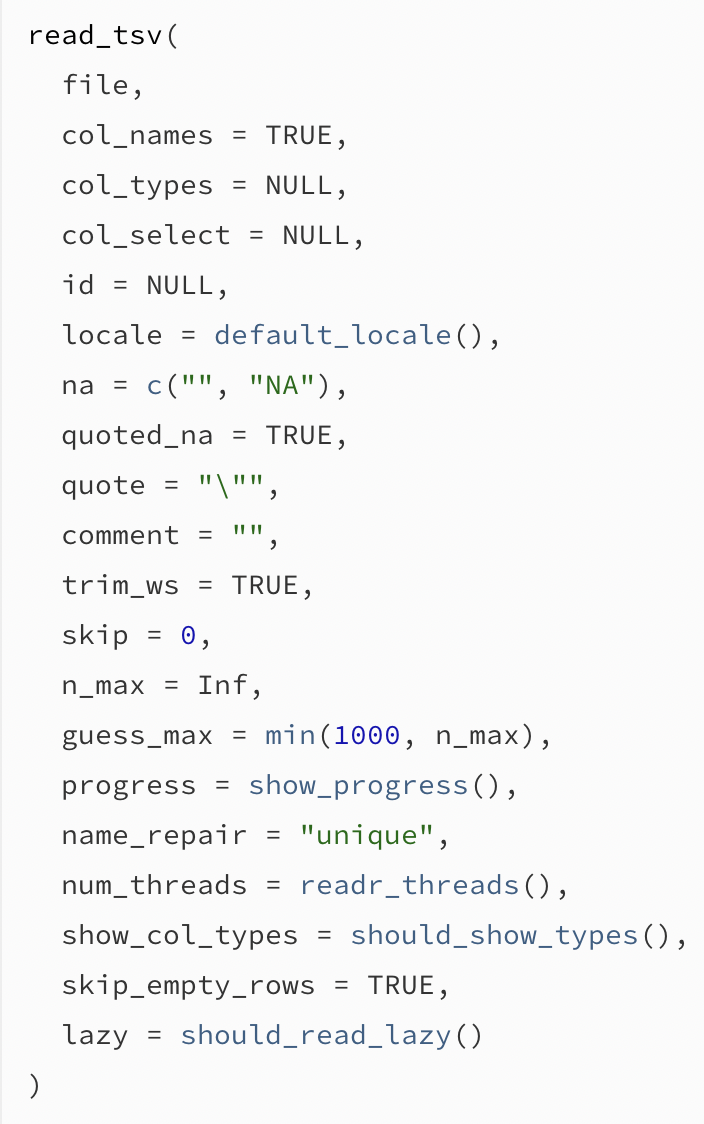 read_tsv(
  file,
  col_names = TRUE,
  col_types = NULL,
  col_select = NULL,
  id = NULL,
  locale = default_locale(),
  na = c("", "NA"),
  quoted_na = TRUE,
  quote = "\"",
  comment = "",
  trim_ws = TRUE,
  skip = 0,
  n_max = Inf,
  guess_max = min(1000, n_max),
  progress = show_progress(),
  name_repair = "unique",
  num_threads = readr_threads(),
  show_col_types = should_show_types(),
  skip_empty_rows = TRUE,
  lazy = should_read_lazy()
)